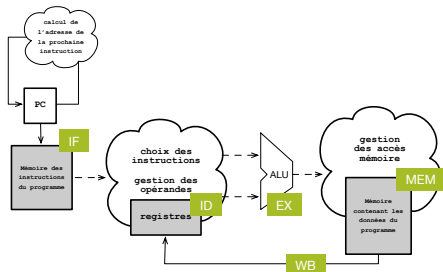 calcul de
l'adresse de
la prochaine
instruction
PC
IF
Mémoire des
instructions
du programme
choix des
instructions
gestion des
opérandes
ID
registres
ALU
EX
gestion
des accès
mémoire
MEM
Mémoire
contenant les
données du
programme
WB